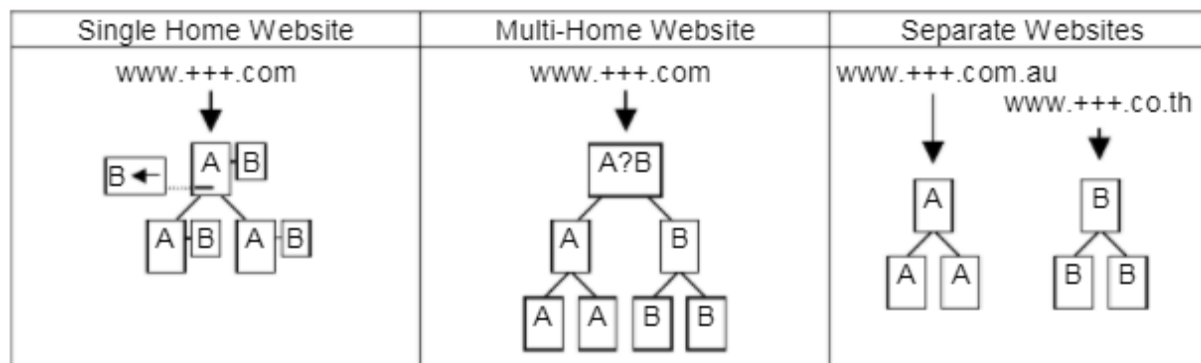 Single Home Website
www.+++.com
B
A B
A B A B
Multi-Home Website
www.+++.com
A?B
A B
A A B B
Separate Websites
www.+++.com.au
www.+++.co.th
A B
A A B B